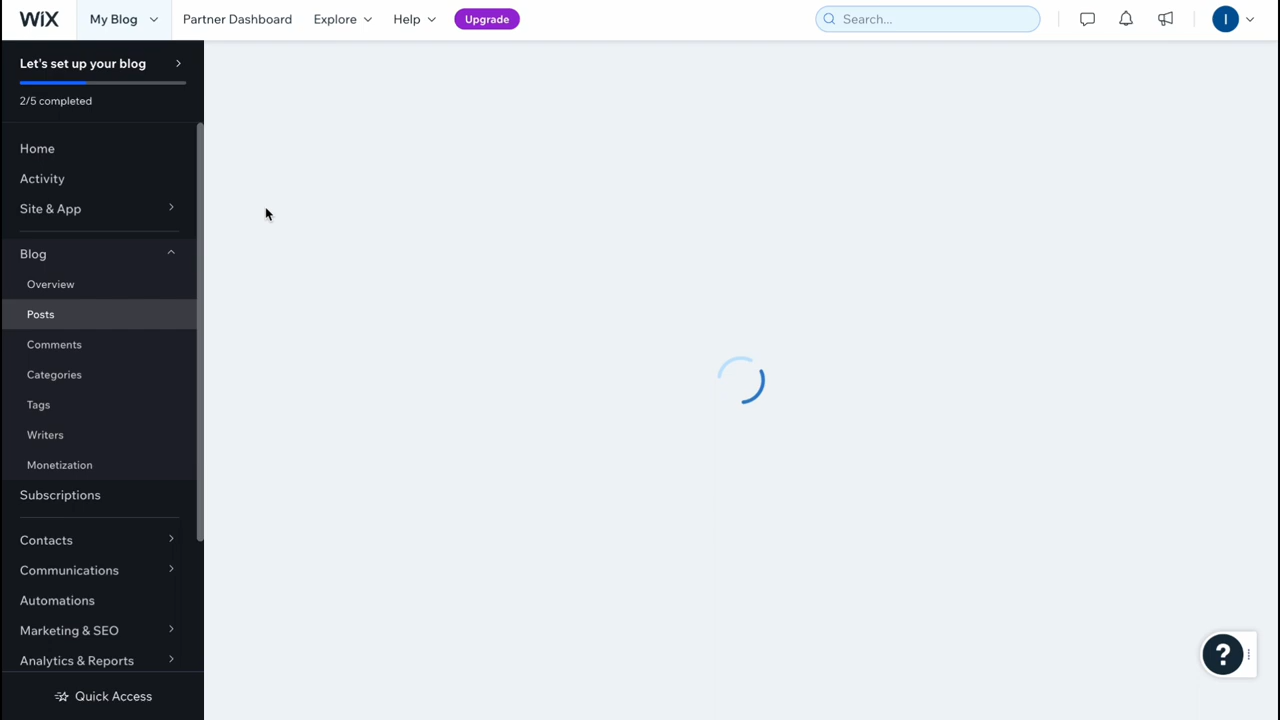 WiX
My Blog
Partner Dashboard
Explore
Help
Upgrade
Search...
I
Let's set up your blog
2/5 completed
Home
Activity
Site & App
Blog
Overview
Posts
Comments
Categories
Tags
Writers
Monetization
Subscriptions
Contacts
Communications
Automations
Marketing & SEO
Analytics & Reports
Quick Access
?